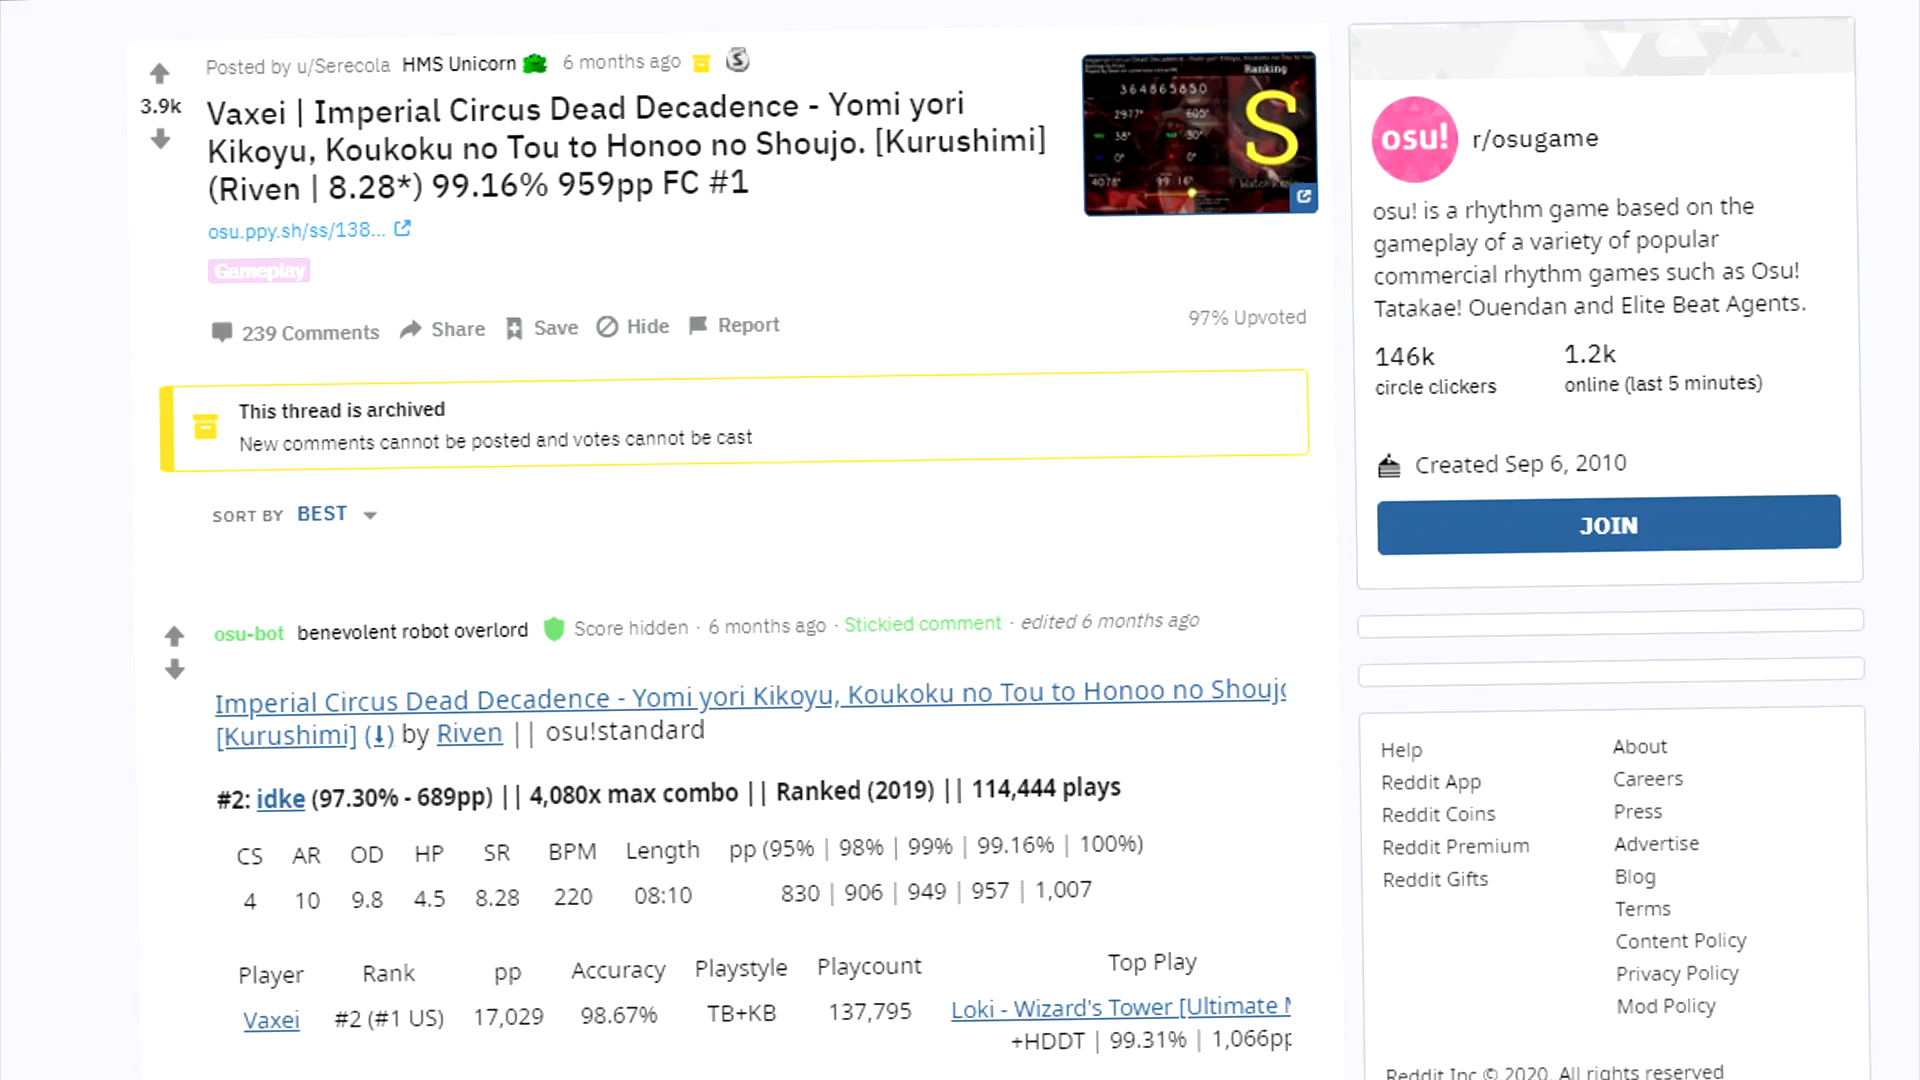 Posted by u/Serecola HMS Unicorn 6 months ago
3.9k
Vaxei | Imperial Circus Dead Decadence - Yomi yori
Kikoyu, Koukoku no Tou to Honoo no Shoujo. [Kurushimi]
(Riven | 8.28*) 99.16% 959pp FC #1
osu.ppy.sh/ss/138...
Gameplay
Ranking
364865850
2977x 605x
38x 30x
0x 0x
4078x 99.16%
S
239 Comments Share Save Hide Report
97% Upvoted
This thread is archived
New comments cannot be posted and votes cannot be cast
SORT BY BEST
osu-bot benevolent robot overlord Score hidden · 6 months ago · Stickied comment · edited 6 months ago
Imperial Circus Dead Decadence - Yomi yori Kikoyu, Koukoku no Tou to Honoo no Shoujo
[Kurushimi] (⬇) by Riven || osu!standard
#2: idke (97.30% - 689pp) || 4,080x max combo || Ranked (2019) || 114,444 plays
CS AR OD HP SR BPM Length pp (95% | 98% | 99% | 99.16% | 100%)
4 10 9.8 4.5 8.28 220 08:10 830 | 906 | 949 | 957 | 1,007
Player Rank pp Accuracy Playstyle Playcount Top Play
Vaxei #2 (#1 US) 17,029 98.67% TB+KB 137,795 Loki - Wizard's Tower [Ultimate
+HDDT | 99.31% | 1,066pp
osu! r/osugame
osu! is a rhythm game based on the
gameplay of a variety of popular
commercial rhythm games such as Osu!
Tatakae! Ouendan and Elite Beat Agents.
146k 1.2k
circle clickers online (last 5 minutes)
Created Sep 6, 2010
JOIN
Help About
Reddit App Careers
Reddit Coins Press
Reddit Premium Advertise
Reddit Gifts Blog
Terms
Content Policy
Privacy Policy
Mod Policy
Reddit Inc © 2020. All rights reserved